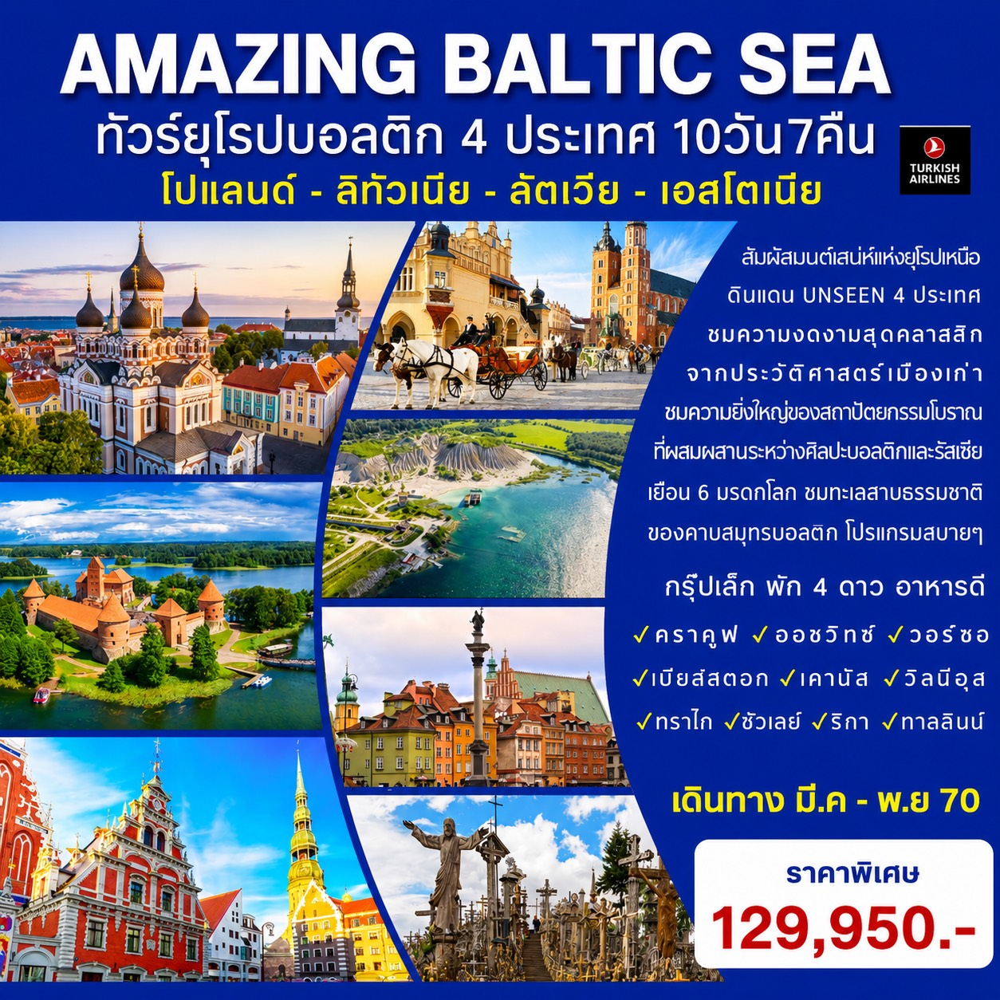 AMAZING BALTIC SEA
ทัวร์ยุโรปบอลติก 4 ประเทศ 10วัน7คืน
TURKISH
AIRLINES
โปแลนด์ - ลิทัวเนีย - ลัตเวีย - เอสโตเนีย
สัมผัสมนต์เสน่ห์แห่งยุโรปเหนือ
ดินแดน UNSEEN 4 ประเทศ
ชมความงดงามสุดคลาสสิก
จากประวัติศาสตร์เมืองเก่า
ชมความยิ่งใหญ่ของสถาปัตยกรรมโบราณ
ที่ผสมผสานระหว่างศิลปะบอลติกและรัสเซีย
เยือน 6 มรดกโลก ชมทะเลสาบธรรมชาติ
ของคาบสมุทรบอลติก โปรแกรมสบายๆ
กรุ๊ปเล็ก พัก 4 ดาว อาหารดี
✓คราคูฟ ✓ออชวิทซ์ ✓วอร์ซอ
✓เบียส์สตอก ✓เคานัส ✓วิลนีอุส
✓ทราไก ✓ชัวเลย์ ✓ริกา ✓ทาลลินน์
เดินทาง มี.ค - พ.ย 70
ราคาพิเศษ
129,950.-